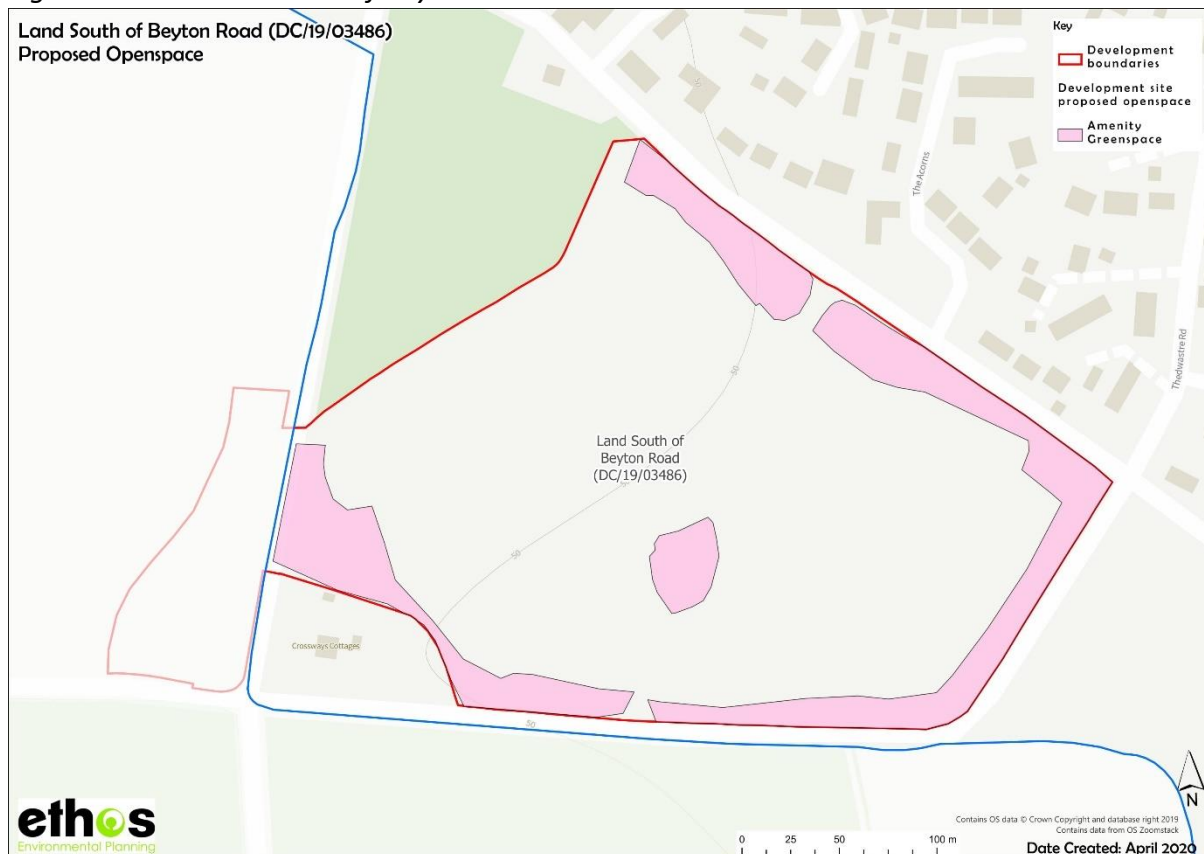 Land South of Beyton Road (DC/19/03486)
Proposed Openspace
Key
Development
boundaries
Development site
proposed openspace
Amenity
Greenspace
The Acorns
Thedwastre Rd
50
Land South of
Beyton Road
(DC/19/03486)
50
Crossways Cottages
50
N
ethos
Environmental Planning
0 25 50 100 m
Contains OS data © Crown Copyright and database right 2019
Contains data from OS Zoomstack
Date Created: April 2020